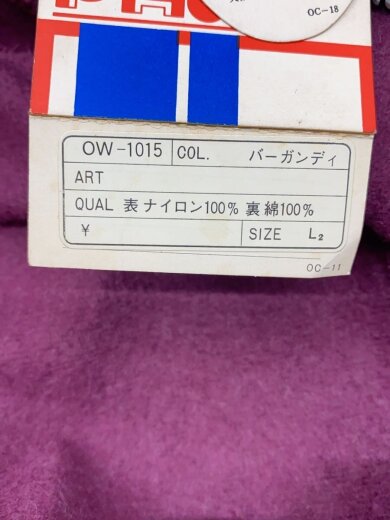 OC-18
OW-1015 COL. バーガンディ
ART
QUAL 表ナイロン100% 裏綿100%
¥ SIZE L₂
OC-11